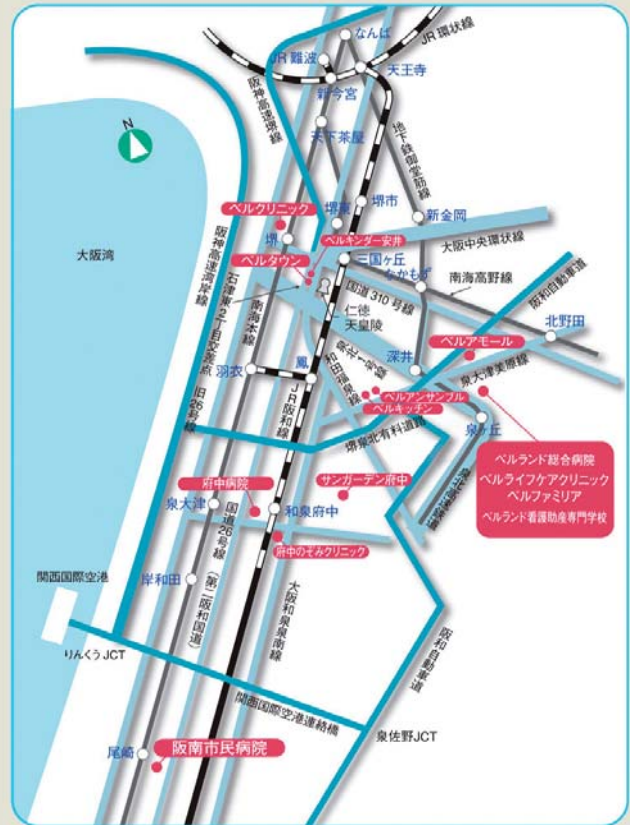 なんば
JR環状線
JR難波
天王寺
新今宮
阪神高速堺線
天下茶屋
地下鉄御堂筋線
N
ベルクリニック
堺東
堺市
新金岡
大阪中央環状線
堺
ベルキンダー安井
ベルタウン
三国ヶ丘
なかもず
南海高野線
阪和自動車道
大阪湾
阪神高速湾岸線
石津東2丁目交差点
旧26号線
南海本線
国道310号線
仁徳
天皇陵
北野田
ベルアモール
泉北1号線
深井
和田福泉線
羽衣
鳳
JR阪和線
泉大津美原線
ベルアンサンブル
ベルキッチン
泉ヶ丘
堺泉北有料道路
ベルランド総合病院
ベルライフケアクリニック
ベルファミリア
ベルランド看護助産専門学校
府中病院
サンガーデン府中
泉大津
和泉府中
国道26号線
(第二阪和国道)
府中のぞみクリニック
関西国際空港
岸和田
大阪和泉泉南線
阪和自動車道
りんくうJCT
関西国際空港連絡橋
泉佐野JCT
尾崎
阪南市民病院